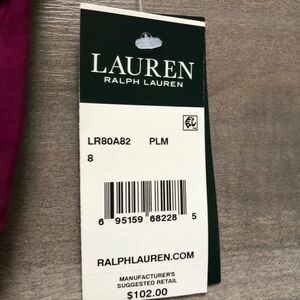 LAUREN
RALPH LAUREN
LR80A82 PLM
8
6 95159 68228 5
RALPHLAUREN.COM
MANUFACTURER'S
SUGGESTED RETAIL
$102.00